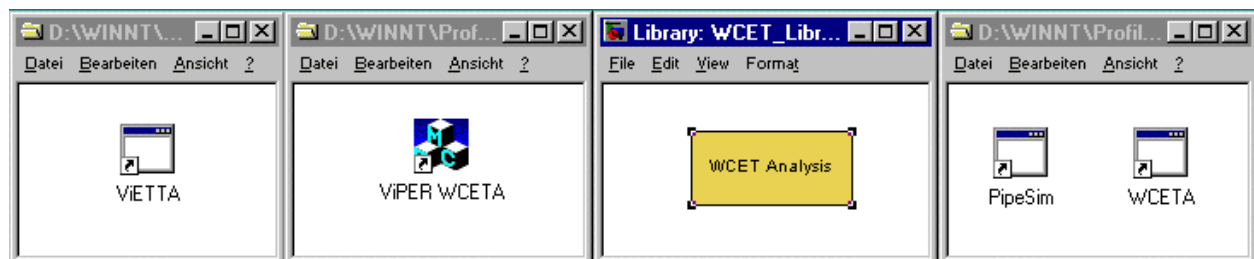 D:\WINNT\...
Datei Bearbeiten Ansicht ?
ViETTA
D:\WINNT\Prof...
Datei Bearbeiten Ansicht ?
MC
ViPER WCETA
Library: WCET_Libr...
File Edit View Format
WCET Analysis
D:\WINNT\Profil...
Datei Bearbeiten Ansicht ?
PipeSim WCETA